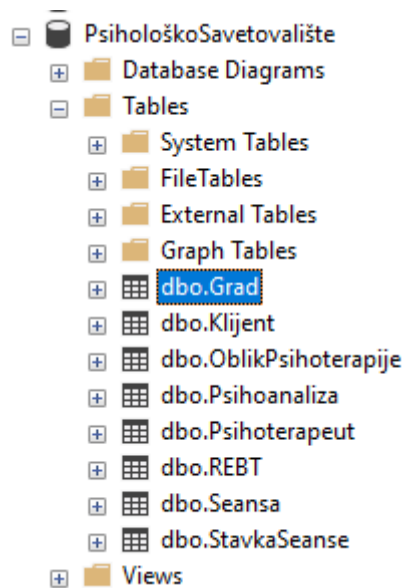 PsihološkoSavetovalište
Database Diagrams
Tables
System Tables
FileTables
External Tables
Graph Tables
dbo.Grad
dbo.Klijent
dbo.OblikPsihoterapije
dbo.Psihoanaliza
dbo.Psihoterapeut
dbo.REBT
dbo.Seansa
dbo.StavkaSeanse
Views